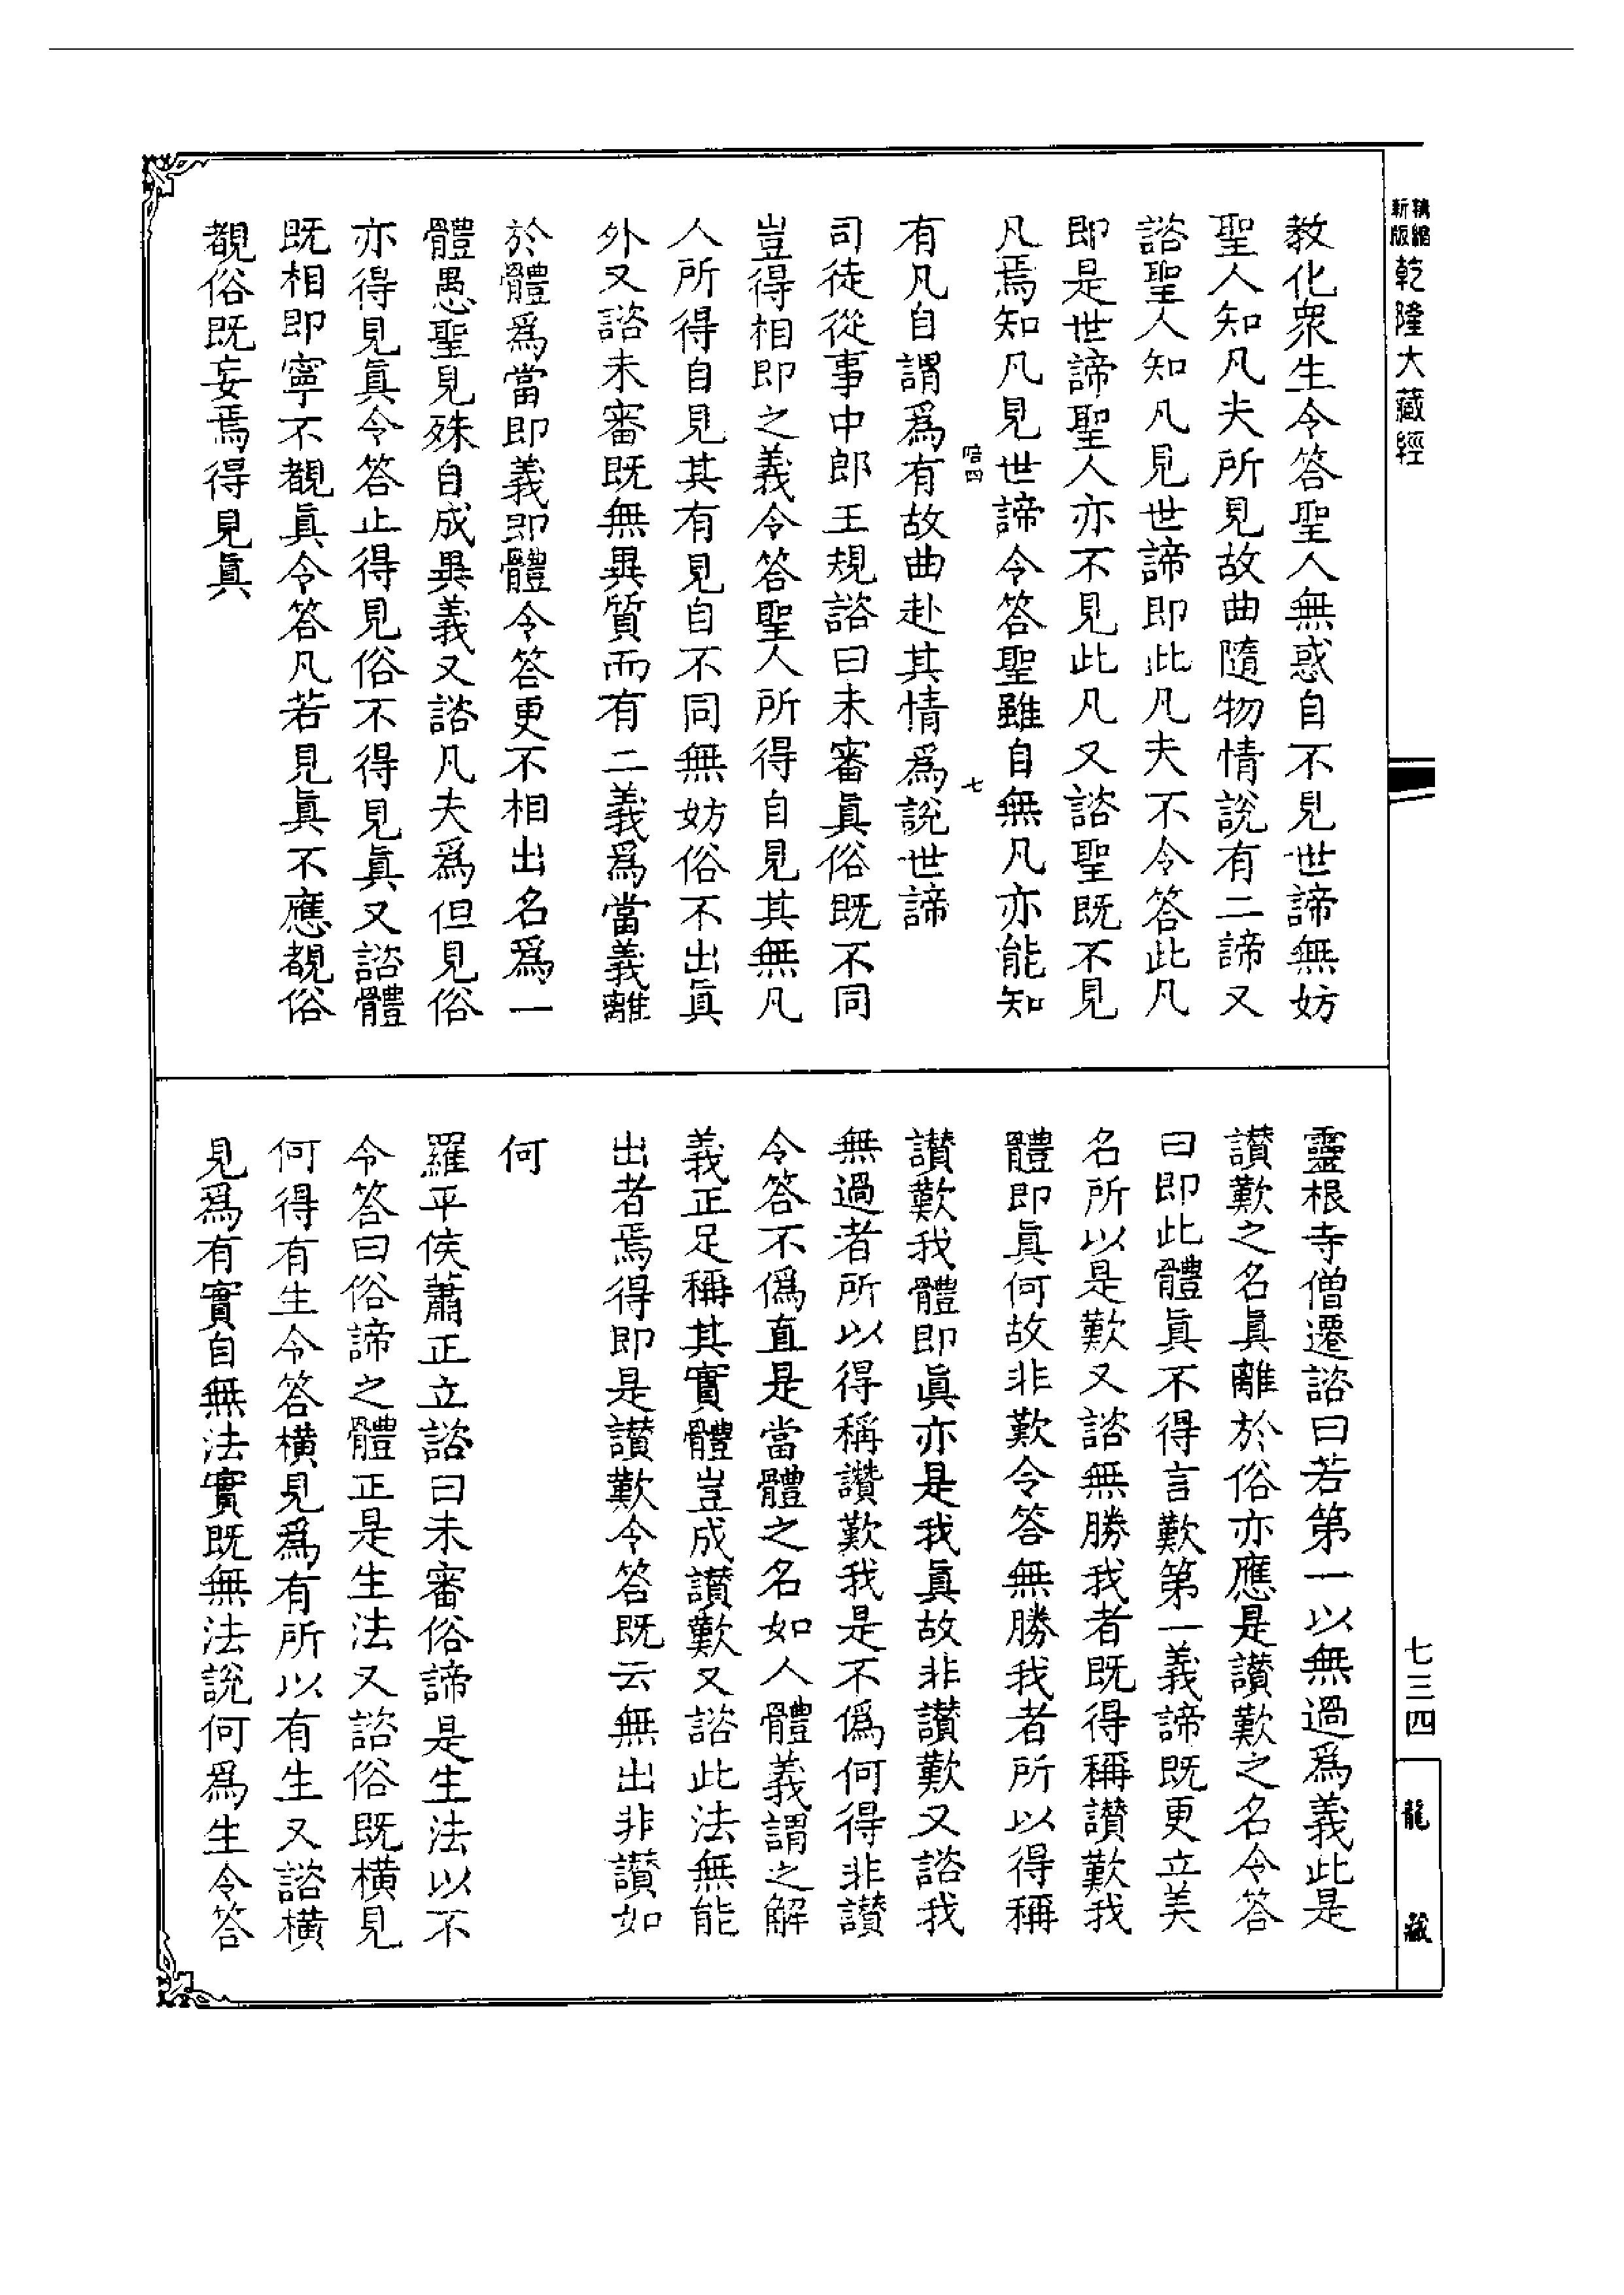 精縮
新版
乾隆大藏經
教化衆生令答聖人無惑自不見世諦無妨
聖人知凡夫所見故曲隨物情說有二諦又
諮聖人知凡見世諦即此凡夫不令答此凡
即是世諦聖人亦不見此凡又諮聖既不見
凡焉知凡見世諦令答聖雖自無凡亦能知
七
有凡自謂爲有故曲赴其情爲說世諦
司徒從事中郎王規諮曰未審眞俗既不同
豈得相即之義令答聖人所得自見其無凡
人所得自見其有見自不同無妨俗不出眞
外又諮未審既無異質而有二義爲當義離
於體爲當即義即體令答更不相出名爲一
體愚聖見殊自成異義又諮凡夫爲但見俗
亦得見眞令答止得見俗不得見眞又諮體
既相即寧不覩眞令答凡若見眞不應覩俗
覩俗既妄焉得見眞
靈根寺僧遷諮曰若第一以無過爲義此是
讃歎之名眞離於俗亦應是讃歎之名令答
曰即此體眞不得言歎第一義諦既更立美
名所以是歎又諮無勝我者既得稱讃歎我
體即眞何故非歎令答無勝我者所以得稱
讃歎我體即眞亦是我眞故非讃歎又諮我
無過者所以得稱讃歎我是不僞何得非讃
令答不僞直是當體之名如人體義謂之解
義正足稱其實體豈成讃歎又諮此法無能
出者焉得即是讃歎令答既云無出非讃如
何
羅平侯蕭正立諮曰未審俗諦是生法以不
令答曰俗諦之體正是生法又諮俗既横見
何得有生令答横見爲有所以有生又諮横
見爲有實自無法實既無法說何爲生令答
七三四
龍藏